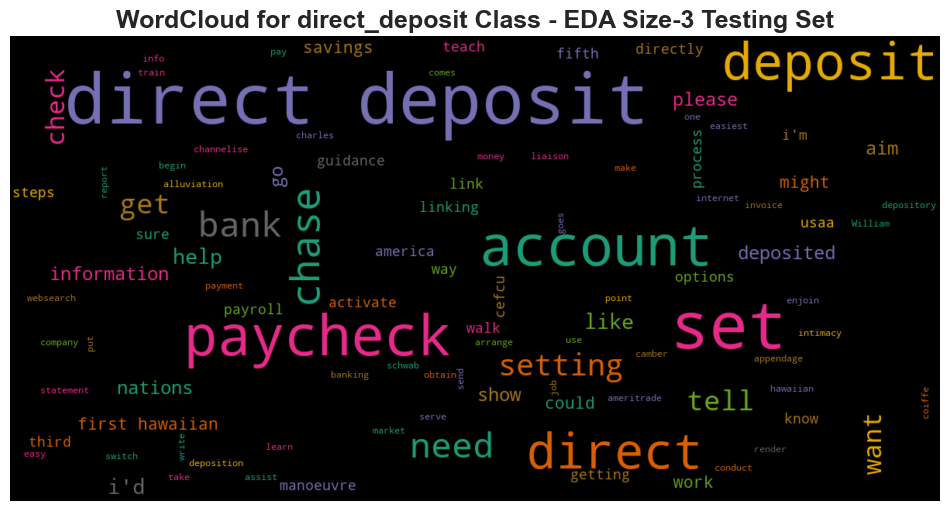 WordCloud for direct_deposit Class - EDA Size-3 Testing Set
info
train
check
pay
savings
teach
comes
fifth
directly
deposit
direct deposit
please
one
easiest
charles
channelise
begin
report
steps
alluviation
go
guidance
money
liaison
make
process
i'm
aim
might
internet
invoice
depository
get
bank
chase
link
linking
goes
usaa
William
sure
help
america
way
account
deposited
options
information
websearch
payment
payroll
activate
cefcu
point
enjoin
paycheck
walk
arrange
like
use
set
intimacy
company
put
schwab
banking
obtain
send
setting
camber
appendage
statement
nations
show
job
could
ameritrade
tell
hawaiian
know
coiffe
first hawaiian
serve
market
need
direct
want
third
easy
switch
write
deposition
learn
render
conduct
getting
work
take
assist
i'd
manoeuvre